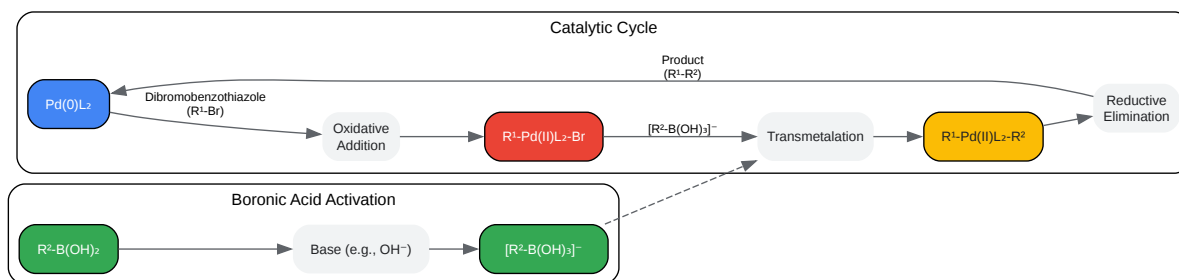 Catalytic Cycle
Product
(R¹-R²)
Pd(0)L₂
Dibromobenzothiazole
(R¹-Br)
Oxidative
Addition
R¹-Pd(II)L₂-Br
[R²-B(OH)₃]⁻
Transmetalation
R¹-Pd(II)L₂-R²
Reductive
Elimination
Boronic Acid Activation
R²-B(OH)₂
Base (e.g., OH⁻)
[R²-B(OH)₃]⁻